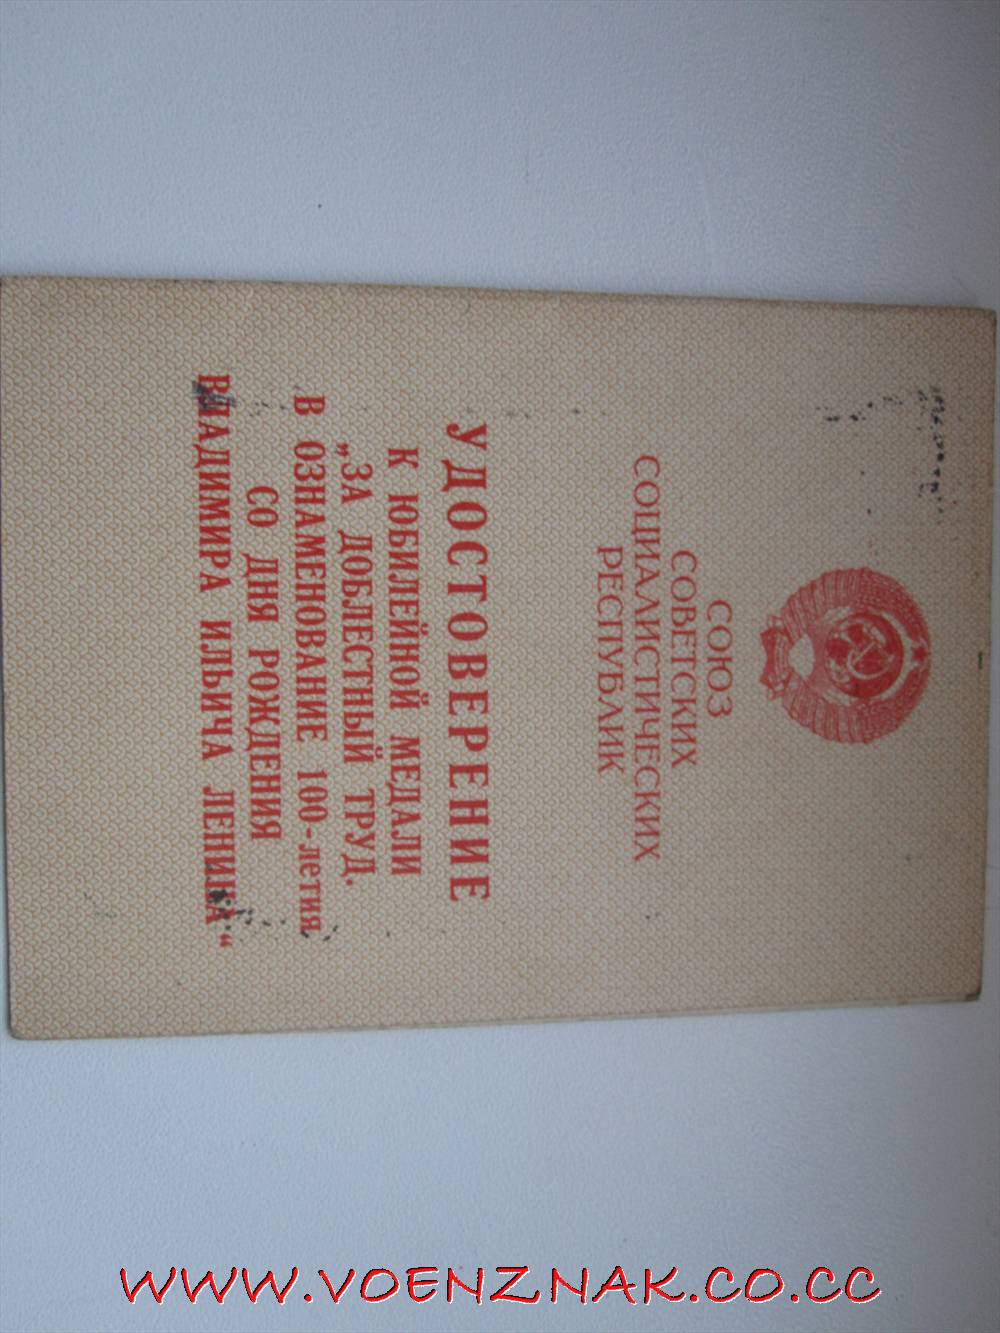 СОЮЗ
СОВЕТСКИХ
СОЦИАЛИСТИЧЕСКИХ
РЕСПУБЛИК
УДОСТОВЕРЕНИЕ
К ЮБИЛЕЙНОЙ МЕДАЛИ
„ЗА ДОБЛЕСТНЫЙ ТРУД.
В ОЗНАМЕНОВАНИЕ 100-летия
СО ДНЯ РОЖДЕНИЯ
ВЛАДИМИРА ИЛЬИЧА ЛЕНИНА“
WWW.VOENZNAK.CO.CC